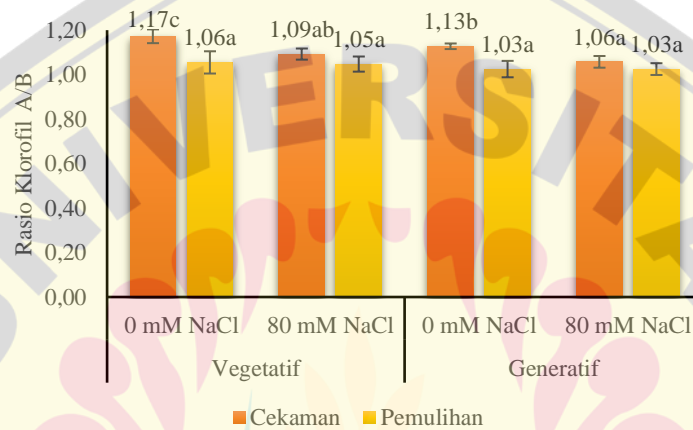 Rasio Klorofil A/B
1,20
1,00
0,80
0,60
0,40
0,20
0,00
1,17c 1,06a 1,09ab 1,05a 1,13b 1,03a 1,06a 1,03a
0 mM NaCl 80 mM NaCl 0 mM NaCl 80 mM NaCl
Vegetatif Generatif
Cekaman Pemulihan
UNIVERSITA